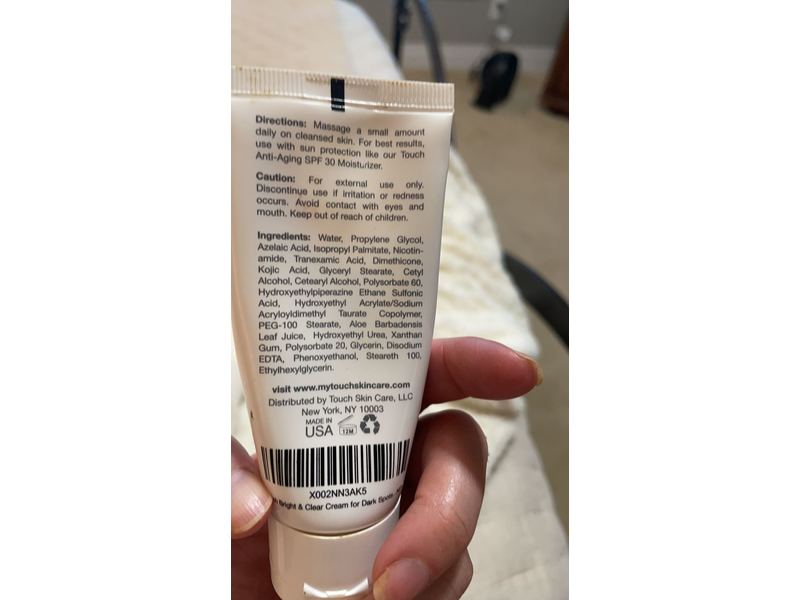 Directions: Massage a small amount
daily on cleansed skin. For best results,
use with sun protection like our Touch
Anti-Aging SPF 30 Moisturizer.
Caution: For external use only.
Discontinue use if irritation or redness
occurs. Avoid contact with eyes and
mouth. Keep out of reach of children.
Ingredients: Water, Propylene Glycol,
Azelaic Acid, Isopropyl Palmitate, Nicotin-
amide, Tranexamic Acid, Dimethicone,
Kojic Acid, Glyceryl Stearate, Cetyl
Alcohol, Cetearyl Alcohol, Polysorbate 60,
Hydroxyethylpiperazine Ethane Sulfonic
Acid, Hydroxyethyl Acrylate/Sodium
Acryloyldimethyl Taurate Copolymer,
PEG-100 Stearate, Aloe Barbadensis
Leaf Juice, Hydroxyethyl Urea, Xanthan
Gum, Polysorbate 20, Glycerin, Disodium
EDTA, Phenoxyethanol, Steareth 100,
Ethylhexylglycerin.
visit www.mytouchskincare.com
Distributed by Touch Skin Care, LLC
New York, NY 10003
MADE IN
USA 12M
X002NN3AK5
Bright & Clear Cream for Dark Spots